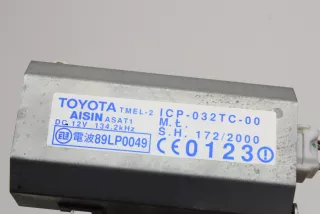 TOYOTA TMEL-2 ICP-032TC-00
AISIN ASAT1 M.Ł.
DC 12V 134.2kHz S.H. 172/2000
電波89LP0049 CE0123